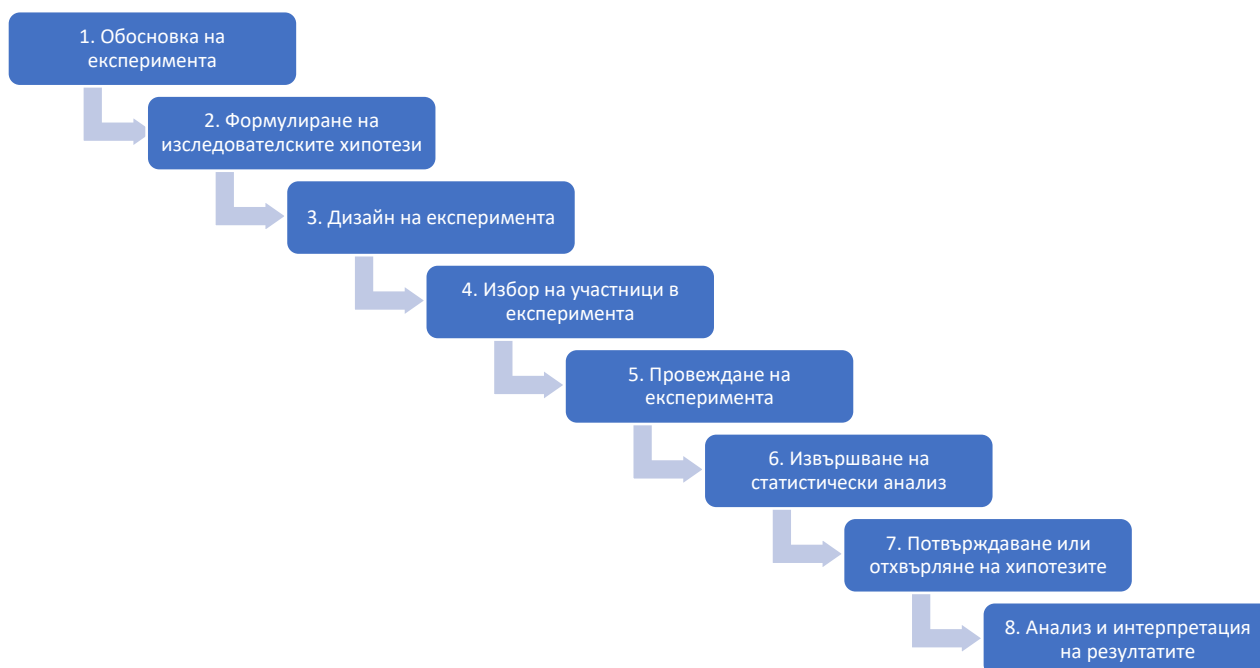 1. Обосновка на
експеримента
2. Формулиране на
изследователските хипотези
3. Дизайн на експеримента
4. Избор на участници в
експеримента
5. Провеждане на
експеримента
6. Извършване на
статистически анализ
7. Потвърждаване или
отхвърляне на хипотезите
8. Анализ и интерпретация
на резултатите